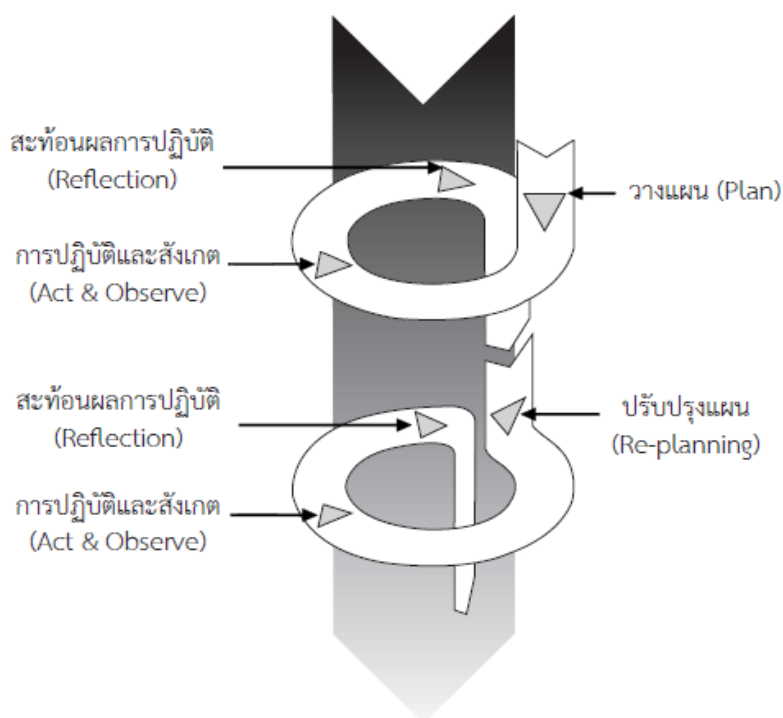 สะท้อนผลการปฏิบัติ
(Reflection)
วางแผน (Plan)
การปฏิบัติและสังเกต
(Act & Observe)
สะท้อนผลการปฏิบัติ
(Reflection)
ปรับปรุงแผน
(Re-planning)
การปฏิบัติและสังเกต
(Act & Observe)